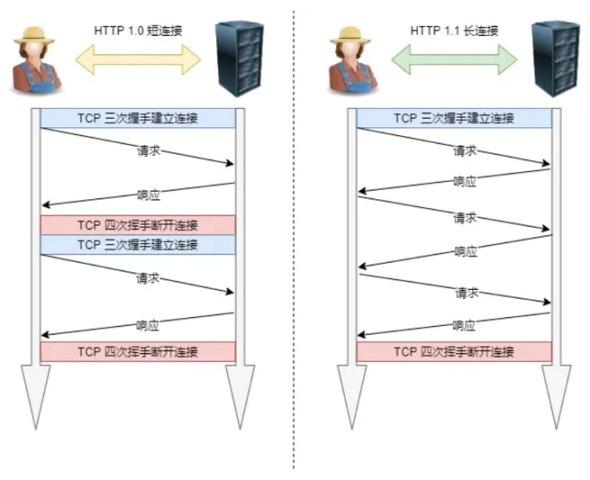 HTTP 1.0 短连接
TCP 三次握手建立连接
请求
响应
TCP 四次挥手断开连接
TCP 三次握手建立连接
请求
响应
TCP 四次挥手断开连接
HTTP 1.1 长连接
TCP 三次握手建立连接
请求
响应
请求
响应
请求
响应
TCP 四次挥手断开连接